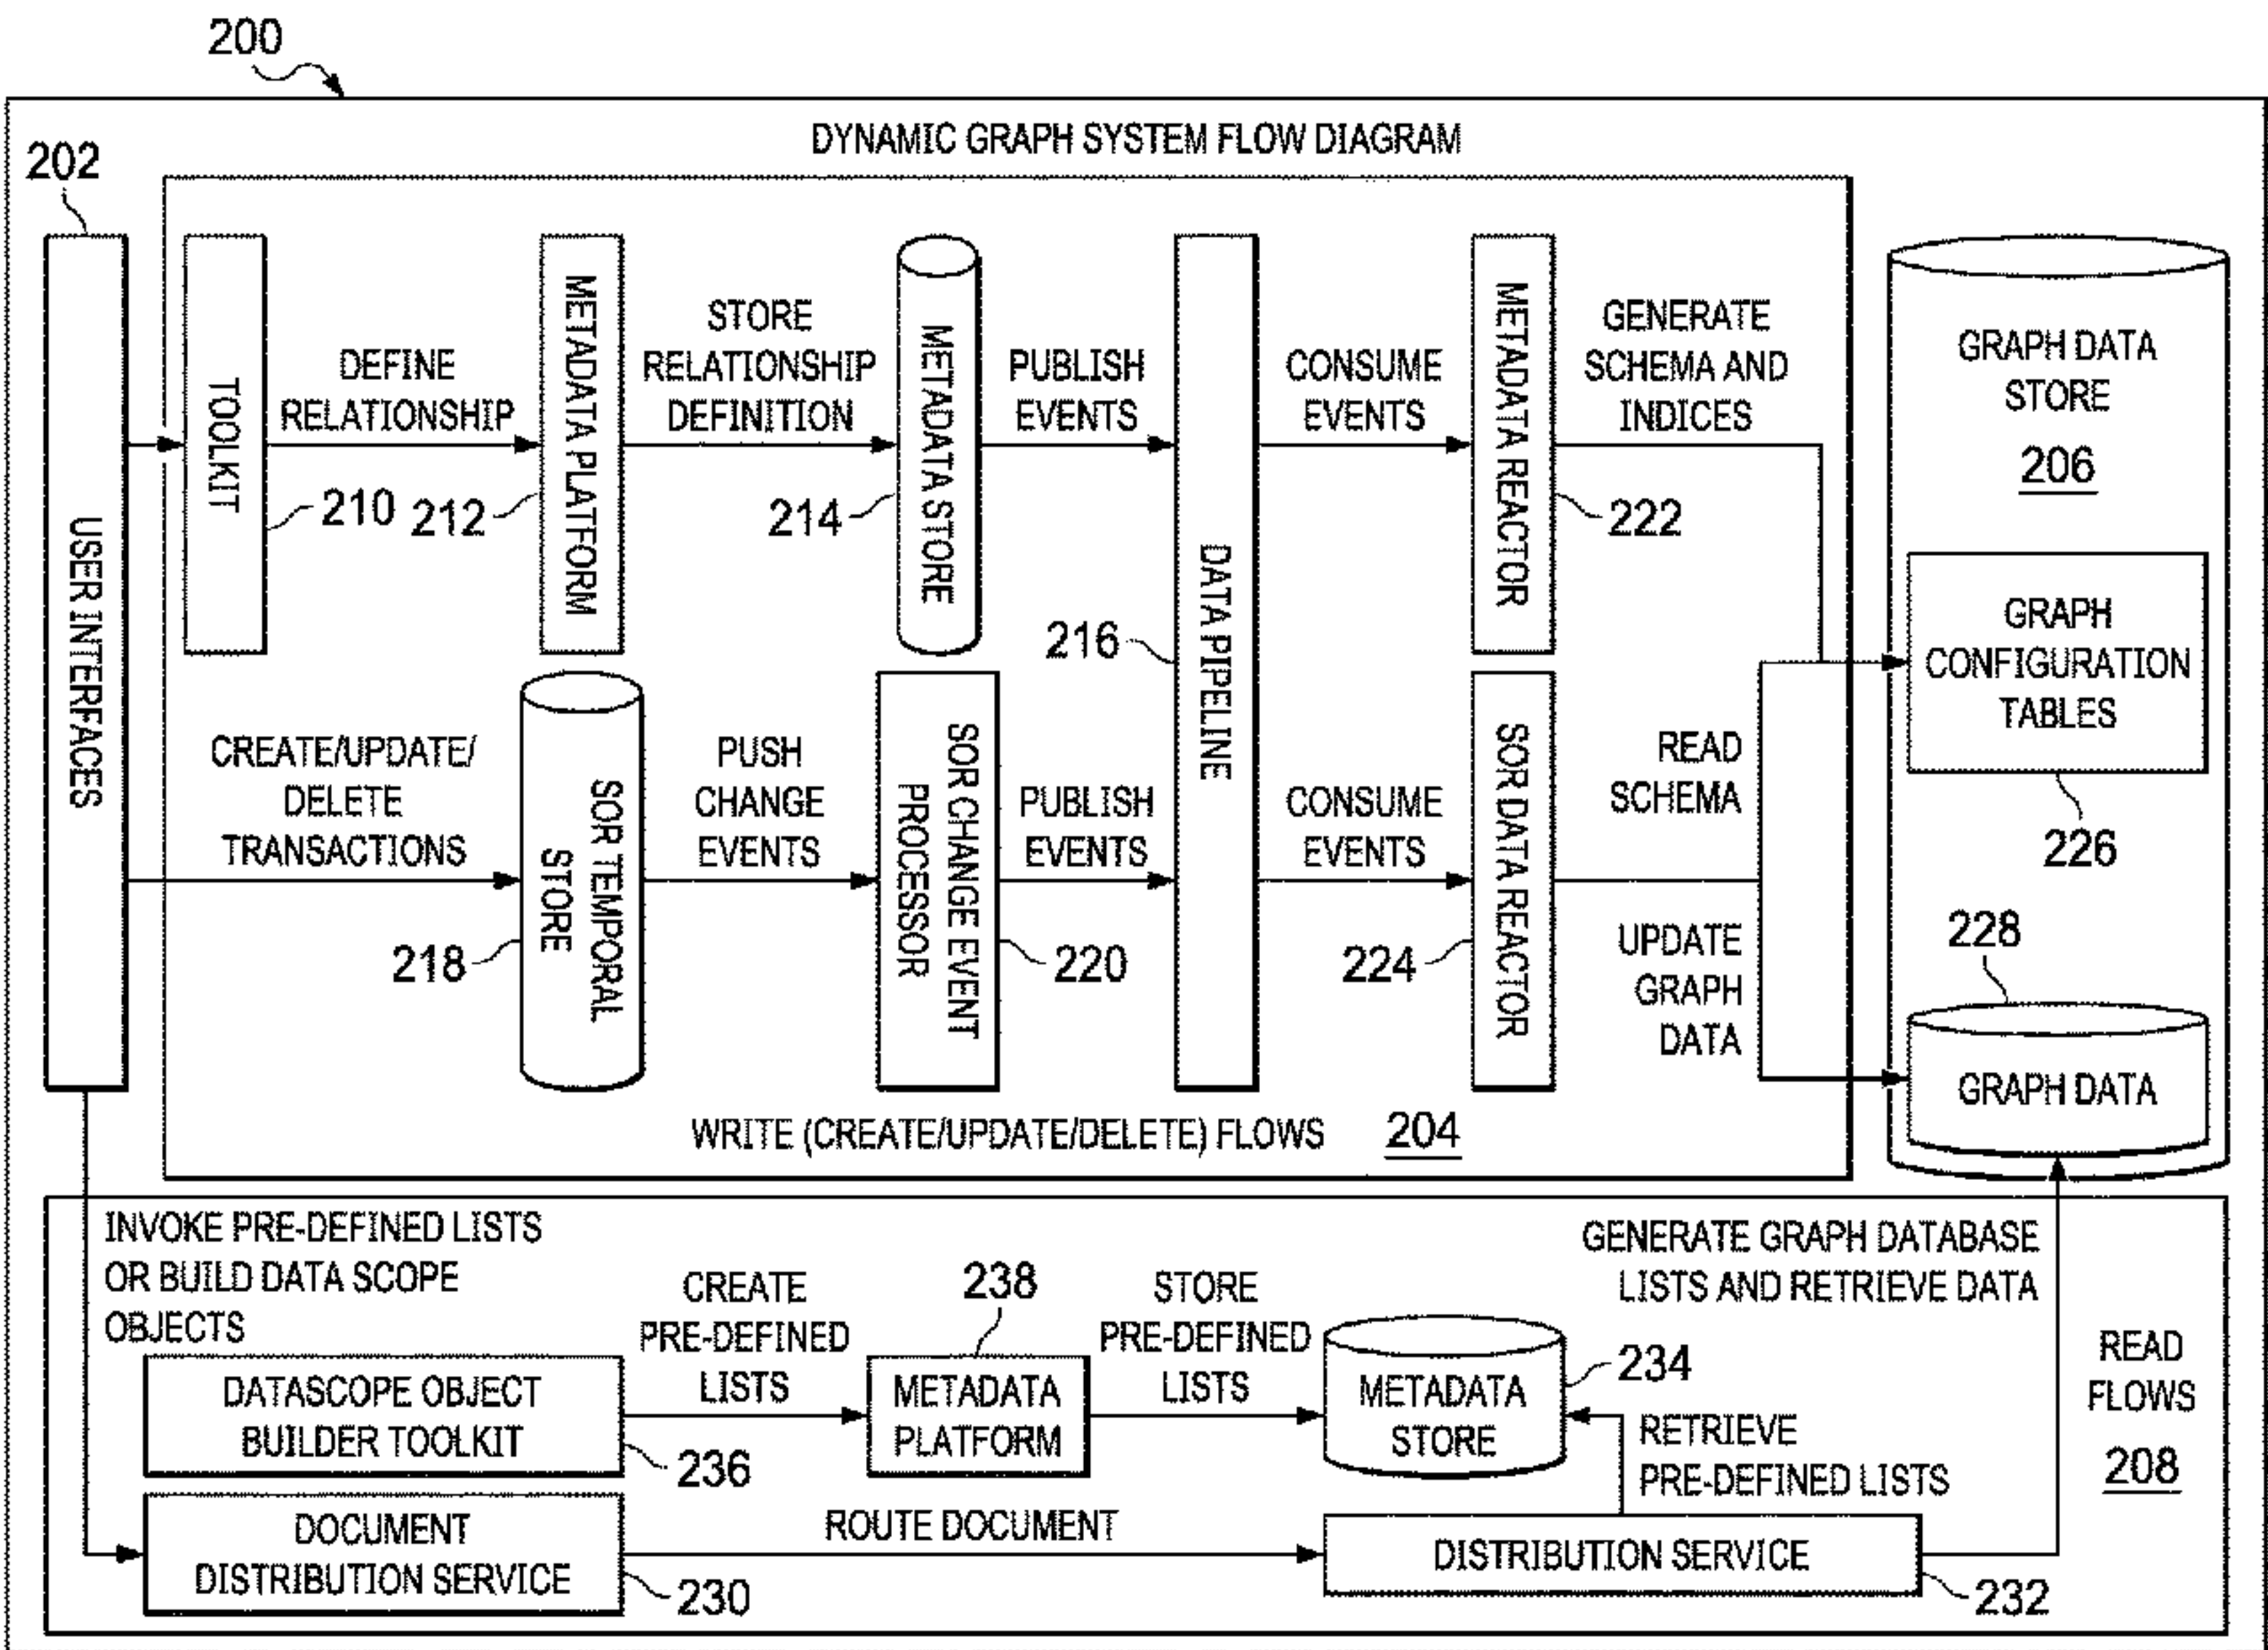 200
DYNAMIC GRAPH SYSTEM FLOW DIAGRAM
202
USER INTERFACES
TOOLKIT
210
DEFINE
RELATIONSHIP
METADATA PLATFORM
212
STORE
RELATIONSHIP
DEFINITION
METADATA STORE
214
PUBLISH
EVENTS
DATA PIPELINE
216
CONSUME
EVENTS
METADATA REACTOR
222
GENERATE
SCHEMA AND
INDICES
GRAPH DATA
STORE
206
GRAPH
CONFIGURATION
TABLES
226
CREATE/UPDATE/
DELETE
TRANSACTIONS
SOR TEMPORAL
STORE
218
PUSH
CHANGE
EVENTS
SOR CHANGE EVENT
PROCESSOR
220
PUBLISH
EVENTS
CONSUME
EVENTS
SOR DATA REACTOR
224
READ
SCHEMA
UPDATE
GRAPH
DATA
228
GRAPH DATA
WRITE (CREATE/UPDATE/DELETE) FLOWS 204
INVOKE PRE-DEFINED LISTS
OR BUILD DATA SCOPE
OBJECTS
DATASCOPE OBJECT
BUILDER TOOLKIT
236
CREATE
PRE-DEFINED
LISTS
238
METADATA
PLATFORM
STORE
PRE-DEFINED
LISTS
METADATA
STORE
234
GENERATE GRAPH DATABASE
LISTS AND RETRIEVE DATA
RETRIEVE
PRE-DEFINED LISTS
READ
FLOWS
208
DOCUMENT
DISTRIBUTION SERVICE
230
ROUTE DOCUMENT
DISTRIBUTION SERVICE
232